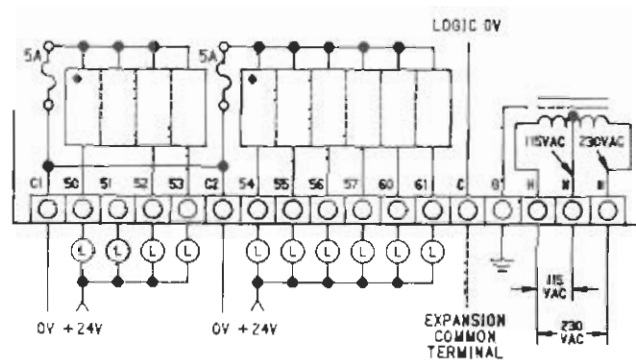 LOGIC 0V
5A
5A
115VAC
230VAC
C1 50 51 52 53 C2 54 55 56 57 60 61 C G H N H
L L L L L L L L L L
0V +24V
0V +24V
EXPANSION
COMMON
TERMINAL
115
VAC
230
VAC